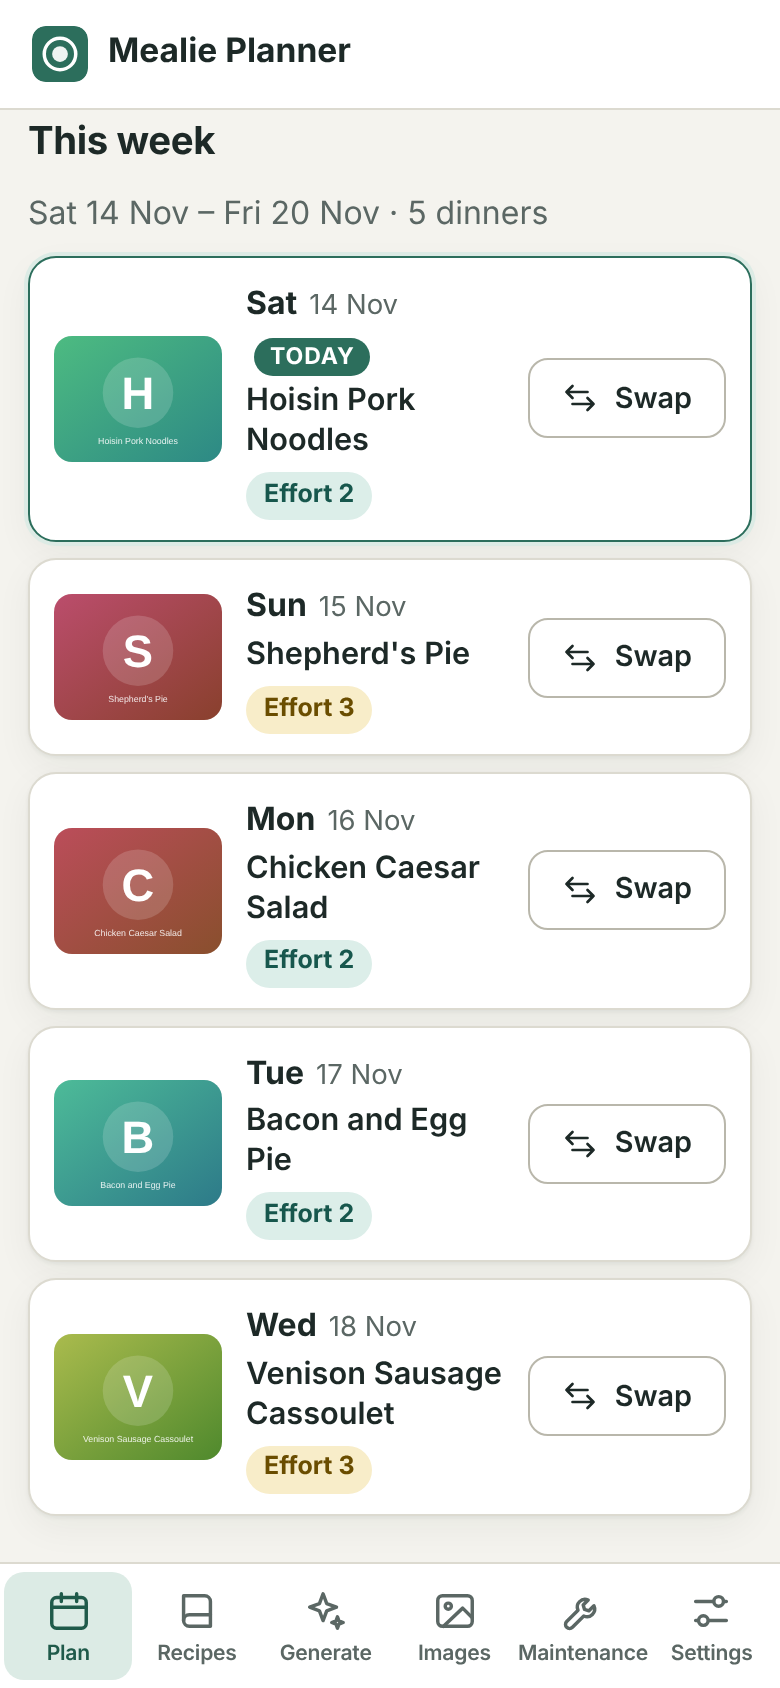 Mealie Planner
This week
Sat 14 Nov – Fri 20 Nov · 5 dinners
Sat 14 Nov
TODAY
H
Hoisin Pork Noodles
Hoisin Pork
Noodles
Swap
Effort 2
Sun 15 Nov
S
Shepherd's Pie
Shepherd's Pie
Swap
Effort 3
Mon 16 Nov
C
Chicken Caesar Salad
Chicken Caesar
Salad
Swap
Effort 2
Tue 17 Nov
B
Bacon and Egg Pie
Bacon and Egg
Pie
Swap
Effort 2
Wed 18 Nov
V
Venison Sausage Cassoulet
Venison Sausage
Cassoulet
Swap
Effort 3
Plan
Recipes
Generate
Images
Maintenance
Settings